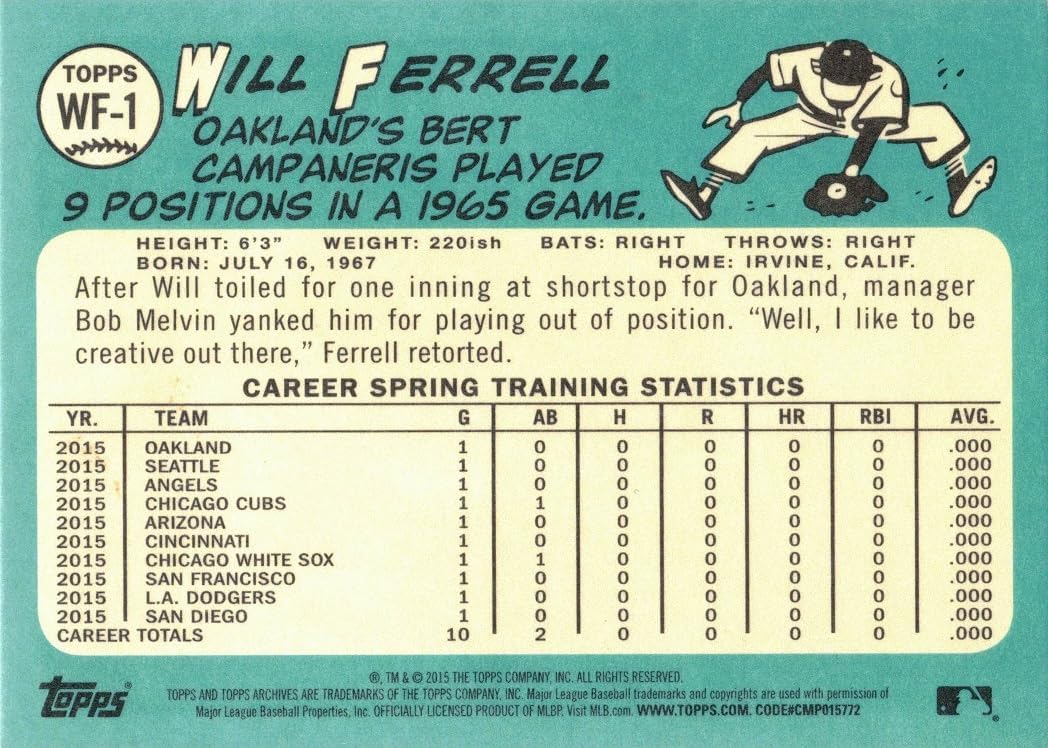 TOPPS
WF-1
WILL FERRELL
OAKLAND'S BERT
CAMPANERIS PLAYED
9 POSITIONS IN A 1965 GAME.
HEIGHT: 6'3" WEIGHT: 220ish BATS: RIGHT THROWS: RIGHT
BORN: JULY 16, 1967 HOME: IRVINE, CALIF.
After Will toiled for one inning at shortstop for Oakland, manager
Bob Melvin yanked him for playing out of position. “Well, I like to be
creative out there,” Ferrell retorted.
CAREER SPRING TRAINING STATISTICS
YR. TEAM G AB H R HR RBI AVG.
2015 OAKLAND 1 0 0 0 0 0 .000
2015 SEATTLE 1 0 0 0 0 0 .000
2015 ANGELS 1 0 0 0 0 0 .000
2015 CHICAGO CUBS 1 1 0 0 0 0 .000
2015 ARIZONA 1 0 0 0 0 0 .000
2015 CINCINNATI 1 0 0 0 0 0 .000
2015 CHICAGO WHITE SOX 1 1 0 0 0 0 .000
2015 SAN FRANCISCO 1 0 0 0 0 0 .000
2015 L.A. DODGERS 1 0 0 0 0 0 .000
2015 SAN DIEGO 1 0 0 0 0 0 .000
CAREER TOTALS 10 2 0 0 0 0 .000
®, TM & © 2015 THE TOPPS COMPANY, INC. ALL RIGHTS RESERVED.
TOPPS AND TOPPS ARCHIVES ARE TRADEMARKS OF THE TOPPS COMPANY, INC. Major League Baseball trademarks and copyrights are used with permission of
Major League Baseball Properties, Inc. OFFICIALLY LICENSED PRODUCT OF MLBP. Visit MLB.com. WWW.TOPPS.COM. CODE#CMP015772
Topps®
®